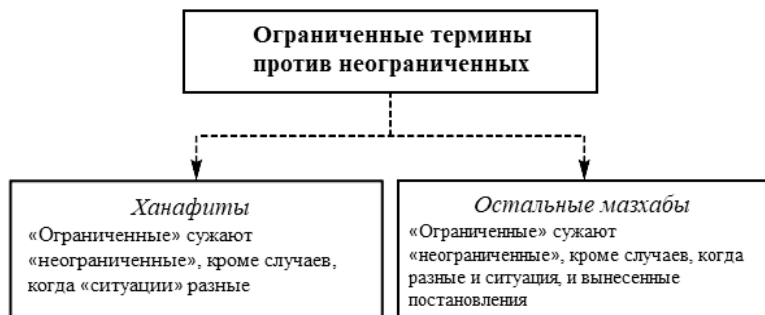 Ограниченные термины
против неограниченных
Ханафиты
«Ограниченные» сужают
«неограниченные», кроме случаев,
когда «ситуации» разные
Остальные мазхабы
«Ограниченные» сужают
«неограниченные», кроме случаев, когда
разные и ситуация, и вынесенные
постановления